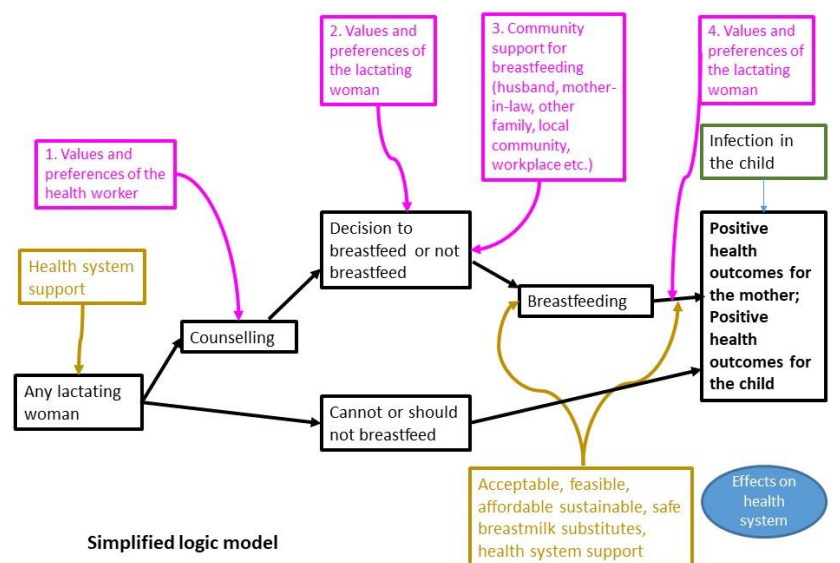 2. Values and
preferences of
the lactating
woman
3. Community
support for
breastfeeding
(husband, mother-
in-law, other
family, local
community,
workplace etc.)
4. Values and
preferences of
the lactating
woman
1. Values and
preferences of the
health worker
Infection in
the child
Health system
support
Decision to
breastfeed or not
breastfeed
Positive
health
outcomes for
the mother;
Positive
health
outcomes for
the child
Counselling
Breastfeeding
Any lactating
woman
Cannot or should
not breastfeed
Acceptable, feasible,
affordable sustainable, safe
breastmilk substitutes,
health system support
Effects on
health
system
Simplified logic model